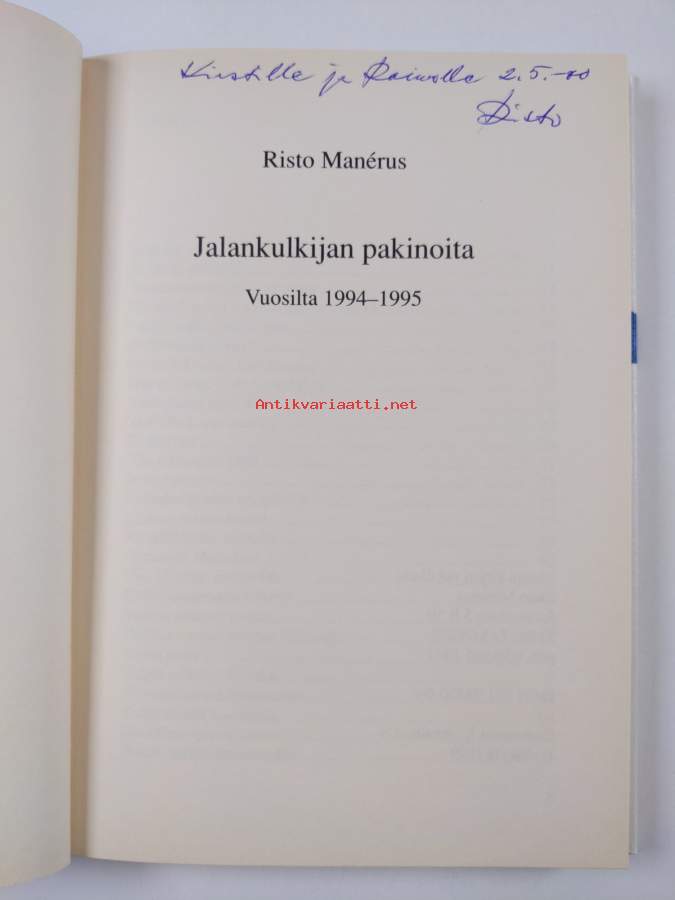 Kirstille ja Raimolle 2.5.-00
Risto
Risto Manérus
Jalankulkijan pakinoita
Vuosilta 1994–1995
Antikvariaatti.net